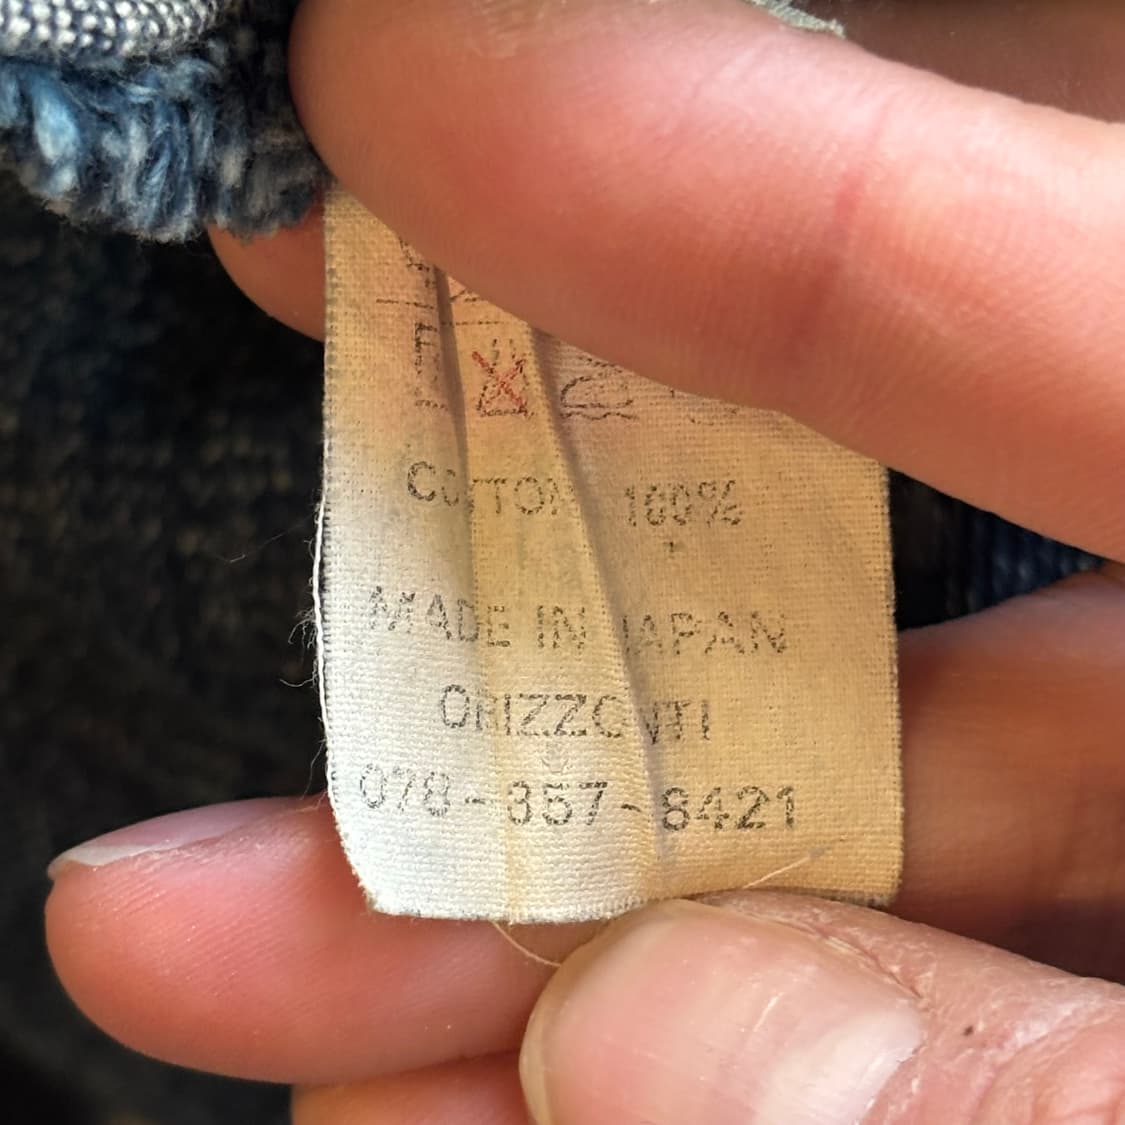 COTTON 100%
MADE IN JAPAN
ORIZZONTI
078-357-8421